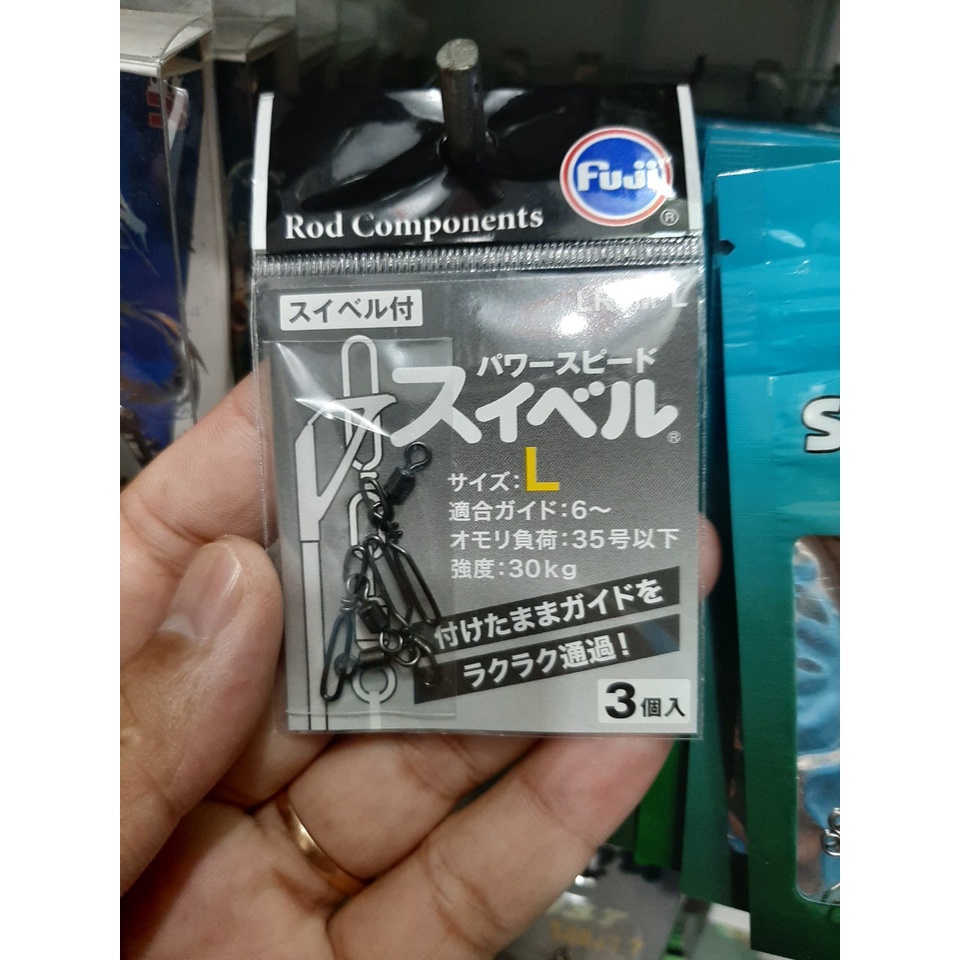 Fuji
®
Rod Components
スイベル付
パワースピード
スイベル®
サイズ:L
適合ガイド:6〜
オモリ負荷:35号以下
強度:30kg
付けたままガイドを
ラクラク通過!
3個入
S